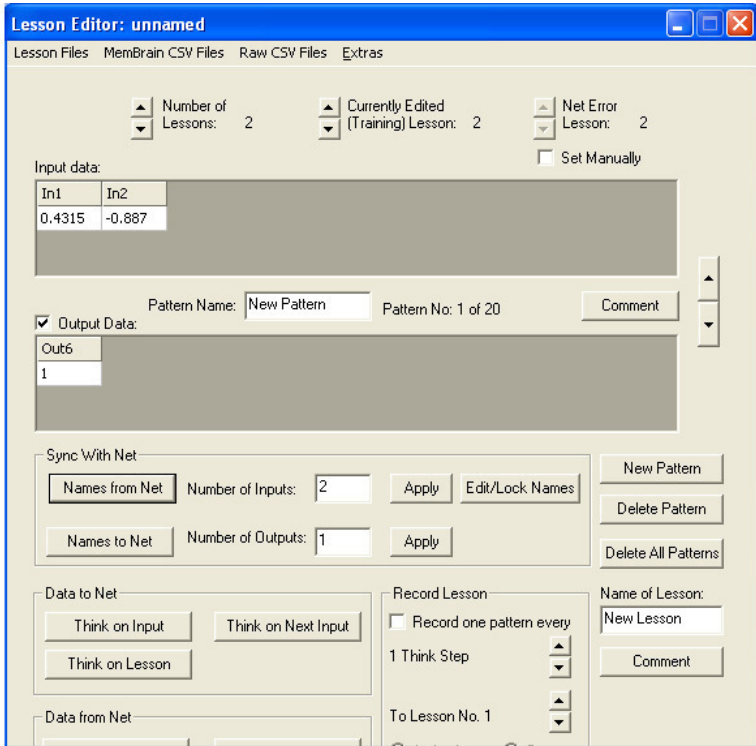 Lesson Editor: unnamed
Lesson Files MemBrain CSV Files Raw CSV Files Extras
Number of Lessons: 2
Currently Edited (Training) Lesson: 2
Net Error Lesson: 2
Set Manually
Input data:
In1 In2
0.4315 -0.887
Pattern Name: New Pattern Pattern No: 1 of 20 Comment
Output Data:
Out6
1
Sync With Net
Names from Net Number of Inputs: 2 Apply Edit/Lock Names
Names to Net Number of Outputs: 1 Apply
New Pattern
Delete Pattern
Delete All Patterns
Data to Net
Think on Input Think on Next Input
Think on Lesson
Record Lesson
Record one pattern every
1 Think Step
To Lesson No. 1
Name of Lesson:
New Lesson
Comment
Data from Net